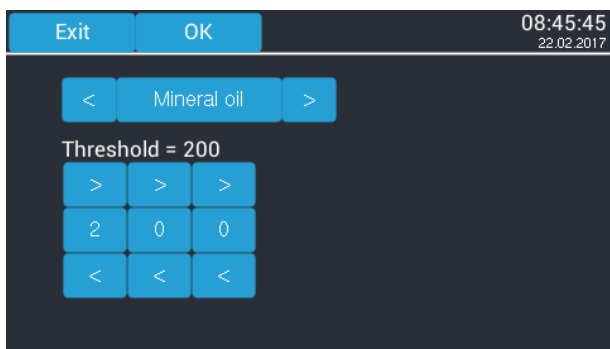 Exit OK 08:45:45
22.02.2017
< Mineral oil >
Threshold = 200
> > >
2 0 0
< < <